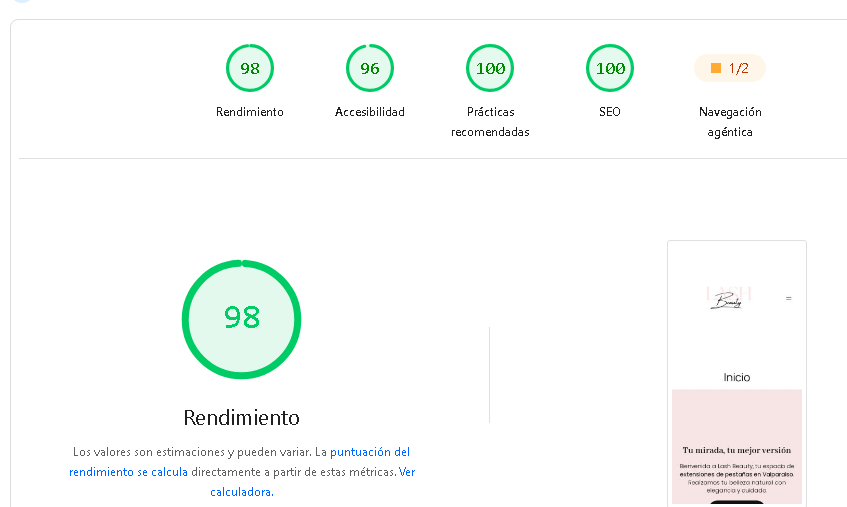 98
96
100
100
1/2
Rendimiento
Accesibilidad
Prácticas
recomendadas
SEO
Navegación
agéntica
98
Rendimiento
Los valores son estimaciones y pueden variar. La puntuación del
rendimiento se calcula directamente a partir de estas métricas. Ver
calculadora.
LASH
Beauty
Inicio
Tu mirada, tu mejor versión
Bienvenida a Lash Beauty, tu espacio de
extensiones de pestañas en Valparaíso.
Realzamos tu belleza natural con
elegancia y cuidado.